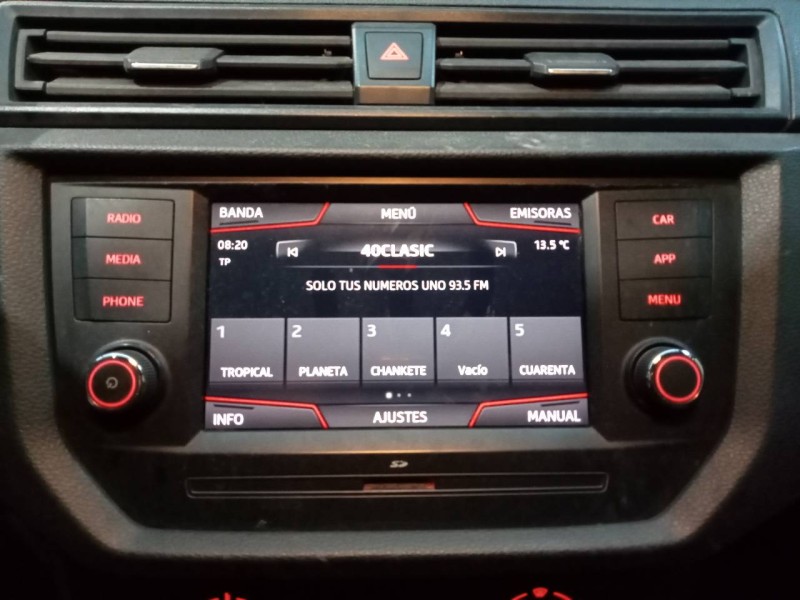 RADIO
MEDIA
PHONE
BANDA MENÚ EMISORAS
08:20 40CLASIC 13.5 °C
TP
SOLO TUS NUMEROS UNO 93.5 FM
1 2 3 4 5
TROPICAL PLANETA CHANKETE Vacío CUARENTA
INFO AJUSTES MANUAL
CAR
APP
MENU
SD